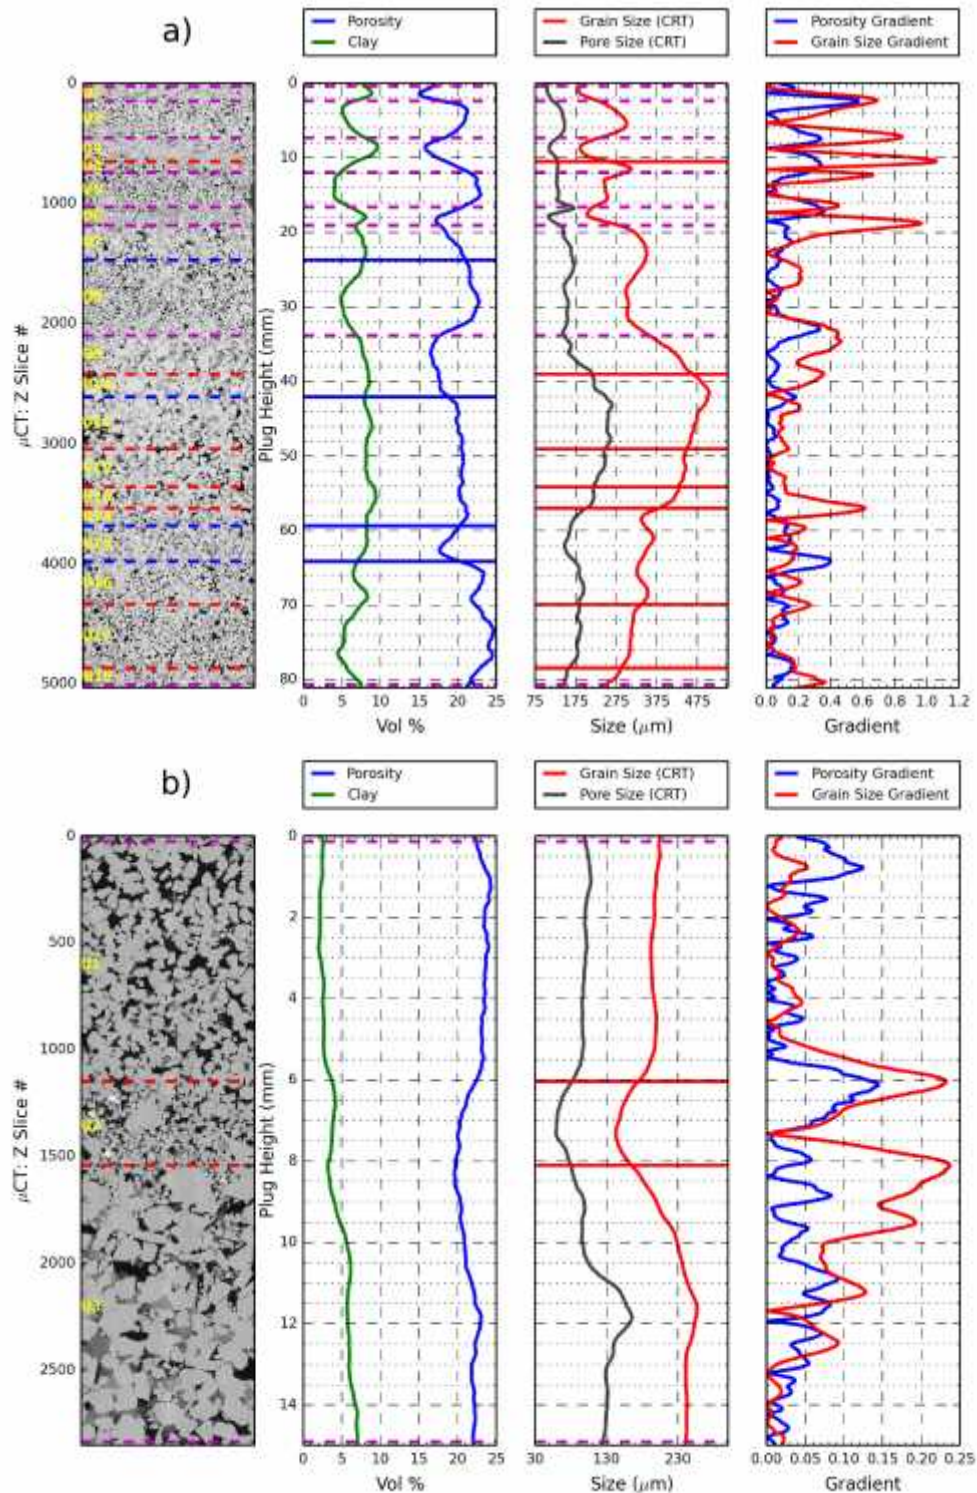 a)
Porosity
Clay
Grain Size (CRT)
Pore Size (CRT)
Porosity Gradient
Grain Size Gradient
0
1000
2000
3000
4000
5000
μCT: Z Slice #
0
10
20
30
40
50
60
70
80
Plug Height (mm)
0 5 10 15 20 25
Vol %
75 175 275 375 475
Size (μm)
0.0 0.2 0.4 0.6 0.8 1.0 1.2
Gradient
b)
Porosity
Clay
Grain Size (CRT)
Pore Size (CRT)
Porosity Gradient
Grain Size Gradient
0
500
1000
1500
2000
2500
μCT: Z Slice #
0
2
4
6
8
10
12
14
Plug Height (mm)
0 5 10 15 20 25
Vol %
30 130 230
Size (μm)
0.00 0.05 0.10 0.15 0.20 0.25
Gradient